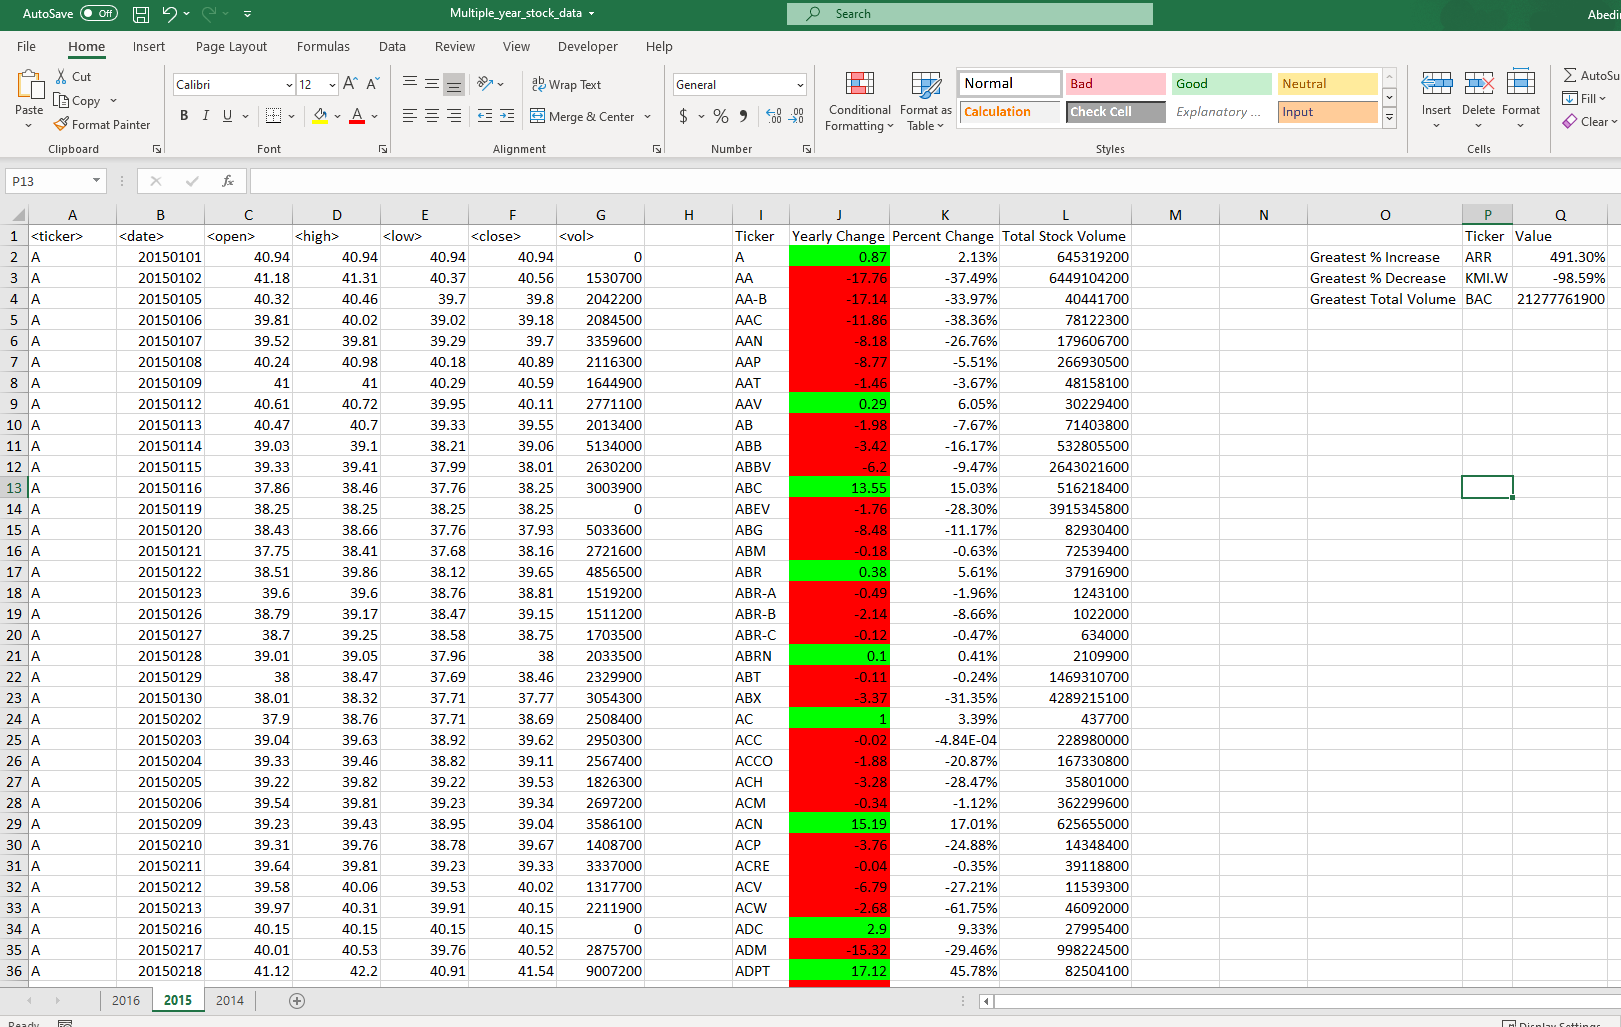 AutoSave Off Multiple_year_stock_data Search
File Home Insert Page Layout Formulas Data Review View Developer Help
Paste Cut Copy Format Painter Clipboard
Calibri 12 B I U A Font
Wrap Text Merge & Center Alignment
General $ % Number
Conditional Formatting Format as Table
Normal Bad Good Neutral
Calculation Check Cell Explanatory ... Input
Styles
Insert Delete Format Cells
Fill
Clear
P13 fx
A B C D E F G H I J K L M N O P Q
1 <ticker> <date> <open> <high> <low> <close> <vol> Ticker Yearly Change Percent Change Total Stock Volume Ticker Value
2 A 20150101 40.94 40.94 40.94 40.94 0 A 0.87 2.13% 645319200 Greatest % Increase ARR 491.30%
3 A 20150102 41.18 41.31 40.37 40.56 1530700 AA -17.76 -37.49% 6449104200 Greatest % Decrease KMI.W -98.59%
4 A 20150105 40.32 40.46 39.7 39.8 2042200 AA-B -17.14 -33.97% 40441700 Greatest Total Volume BAC 21277761900
5 A 20150106 39.81 40.02 39.02 39.18 2084500 AAC -11.86 -38.36% 78122300
6 A 20150107 39.52 39.81 39.29 39.7 3359600 AAN -8.18 -26.76% 179606700
7 A 20150108 40.24 40.98 40.18 40.89 2116300 AAP -8.77 -5.51% 266930500
8 A 20150109 41 41 40.29 40.59 1644900 AAT -1.46 -3.67% 48158100
9 A 20150112 40.61 40.72 39.95 40.11 2771100 AAV 0.29 6.05% 30229400
10 A 20150113 40.47 40.7 39.33 39.55 2013400 AB -1.98 -7.67% 71403800
11 A 20150114 39.03 39.1 38.21 39.06 5134000 ABB -3.42 -16.17% 532805500
12 A 20150115 39.33 39.41 37.99 38.01 2630200 ABBV -6.2 -9.47% 2643021600
13 A 20150116 37.86 38.46 37.76 38.25 3003900 ABC 13.55 15.03% 516218400
14 A 20150119 38.25 38.25 38.25 38.25 0 ABEV -1.76 -28.30% 3915345800
15 A 20150120 38.43 38.66 37.76 37.93 5033600 ABG -8.48 -11.17% 82930400
16 A 20150121 37.75 38.41 37.68 38.16 2721600 ABM -0.18 -0.63% 72539400
17 A 20150122 38.51 39.86 38.12 39.65 4856500 ABR 0.38 5.61% 37916900
18 A 20150123 39.6 39.6 38.76 38.81 1519200 ABR-A -0.49 -1.96% 1243100
19 A 20150126 38.79 39.17 38.47 39.15 1511200 ABR-B -2.14 -8.66% 1022000
20 A 20150127 38.7 39.25 38.58 38.75 1703500 ABR-C -0.12 -0.47% 634000
21 A 20150128 39.01 39.05 37.96 38 2033500 ABRN 0.1 0.41% 2109900
22 A 20150129 38 38.47 37.69 38.46 2329900 ABT -0.11 -0.24% 1469310700
23 A 20150130 38.01 38.32 37.71 37.77 3054300 ABX -3.37 -31.35% 4289215100
24 A 20150202 37.9 38.76 37.71 38.69 2508400 AC 1 3.39% 437700
25 A 20150203 39.04 39.63 38.92 39.62 2950300 ACC -0.02 -4.84E-04 228980000
26 A 20150204 39.33 39.46 38.82 39.11 2567400 ACCO -1.88 -20.87% 167330800
27 A 20150205 39.22 39.82 39.22 39.53 1826300 ACH -3.28 -28.47% 35801000
28 A 20150206 39.54 39.81 39.23 39.34 2697200 ACM -0.34 -1.12% 362299600
29 A 20150209 39.23 39.43 38.95 39.04 3586100 ACN 15.19 17.01% 625655000
30 A 20150210 39.31 39.76 38.78 39.67 1408700 ACP -3.76 -24.88% 14348400
31 A 20150211 39.64 39.81 39.23 39.33 3337000 ACRE -0.04 -0.35% 39118800
32 A 20150212 39.58 40.06 39.53 40.02 1317700 ACV -6.79 -27.21% 11539300
33 A 20150213 39.97 40.31 39.91 40.15 2211900 ACW -2.68 -61.75% 46092000
34 A 20150216 40.15 40.15 40.15 40.15 0 ADC 2.9 9.33% 27995400
35 A 20150217 40.01 40.53 39.76 40.52 2875700 ADM -15.32 -29.46% 998224500
36 A 20150218 41.12 42.2 40.91 41.54 9007200 ADPT 17.12 45.78% 82504100
2016 2015 2014
Ready Display Settings